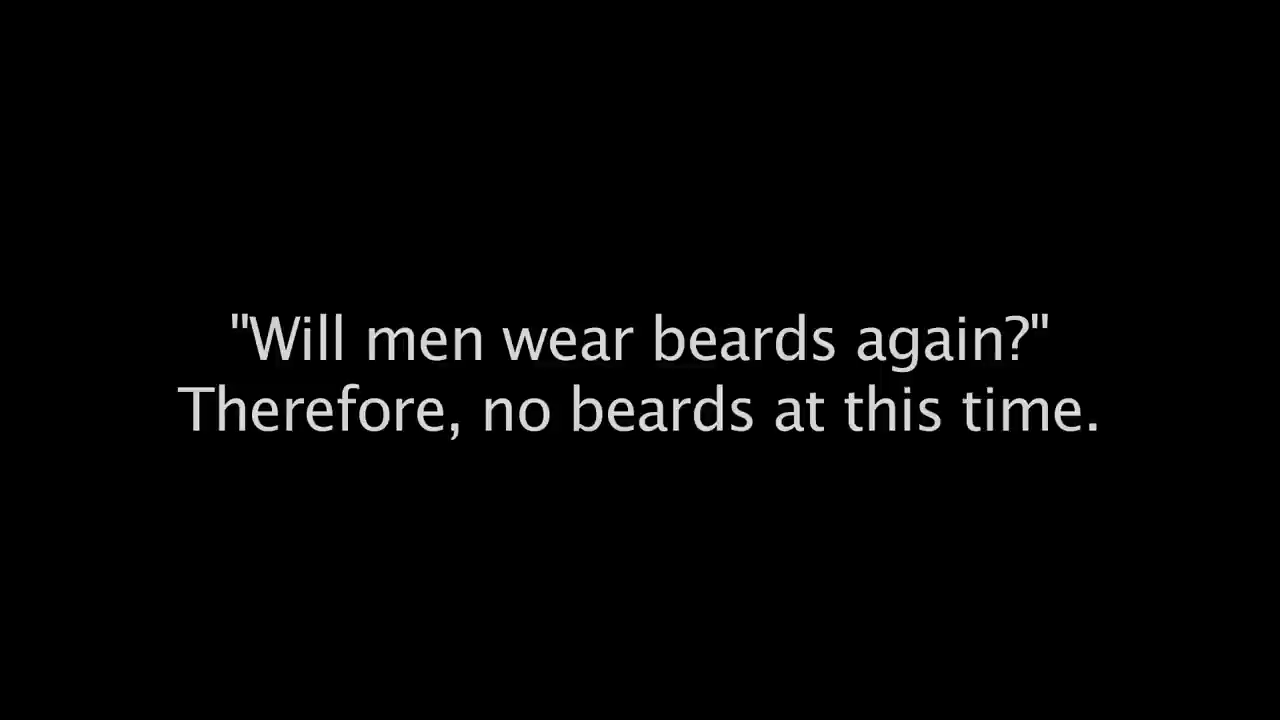 "Will men wear beards again?"
Therefore, no beards at this time.